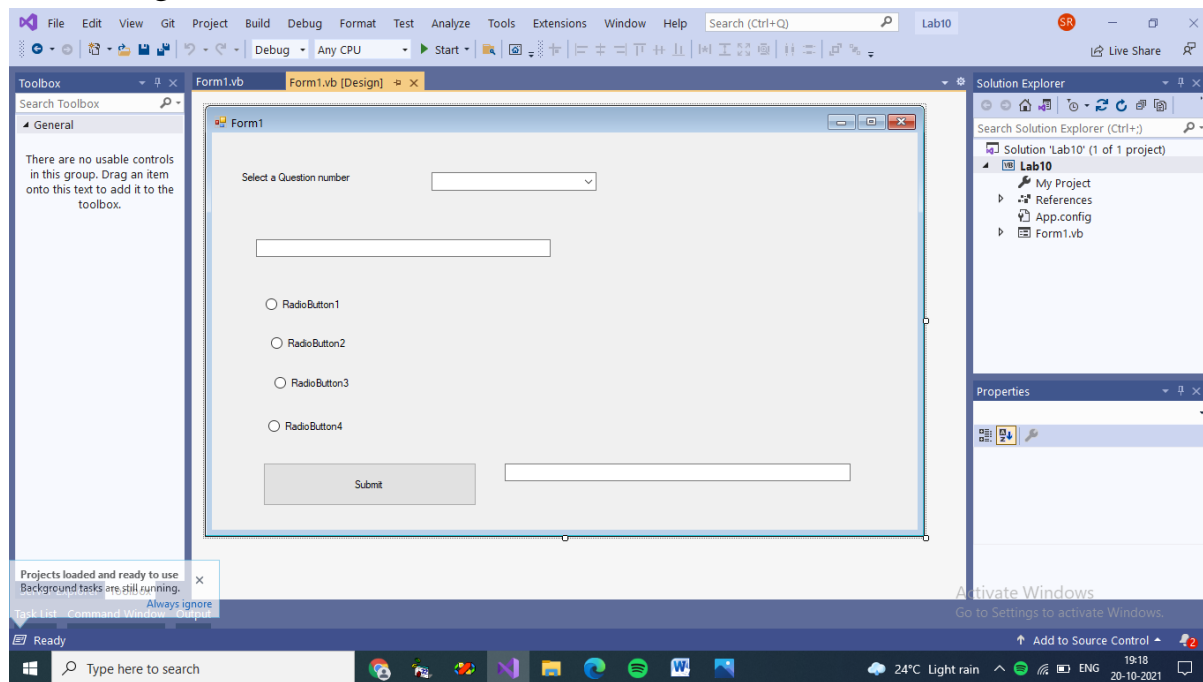 File Edit View Git Project Build Debug Format Test Analyze Tools Extensions Window Help Search (Ctrl+Q) Lab10 SR
Debug Any CPU Start Live Share
Toolbox
Search Toolbox
General
There are no usable controls
in this group. Drag an item
onto this text to add it to the
toolbox.
Form1.vb Form1.vb [Design]
Form1
Select a Question number
RadioButton1
RadioButton2
RadioButton3
RadioButton4
Submit
Solution Explorer
Search Solution Explorer (Ctrl+;)
Solution 'Lab10' (1 of 1 project)
VB Lab10
My Project
References
App.config
Form1.vb
Properties
Projects loaded and ready to use
Background tasks are still running.
Always ignore
Task List Command Window Output
Activate Windows
Go to Settings to activate Windows.
Ready Add to Source Control 2
Type here to search W 24°C Light rain ENG 19:18
20-10-2021